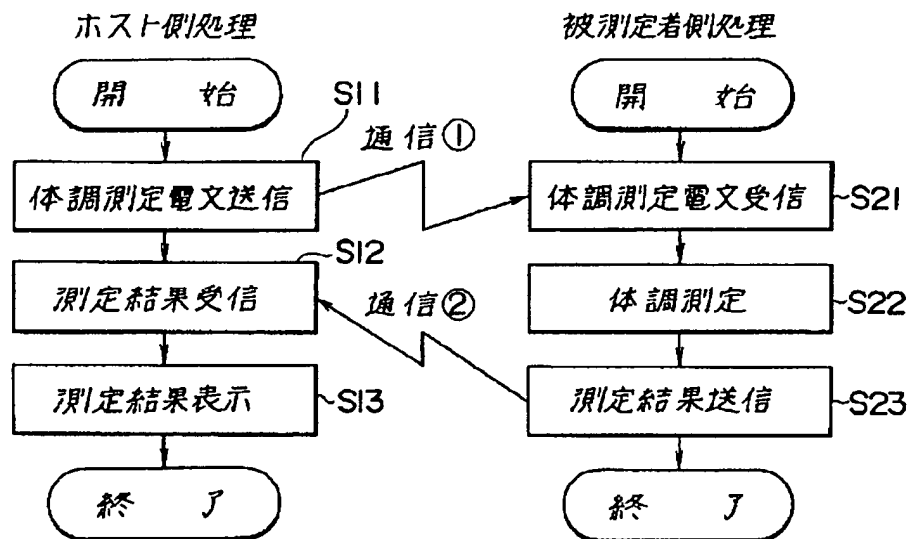 ホスト側処理
開始
S11
体調測定電文送信
S12
測定結果受信
測定結果表示
S13
終了
通信①
通信②
被測定者側処理
開始
体調測定電文受信
S21
体調測定
S22
測定結果送信
S23
終了